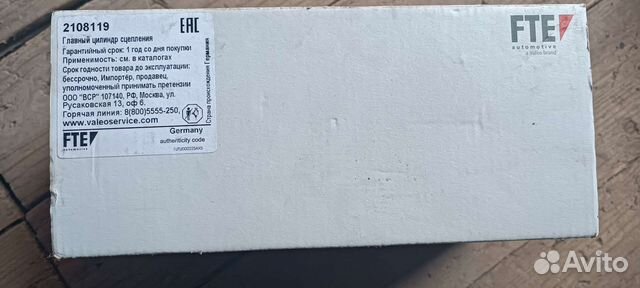 2108119
EAC
Главный цилиндр сцепления
Гарантийный срок: 1 год со дня покупки
Применимость: см. в каталогах
Срок годности товара до эксплуатации:
бессрочно, Импортёр, продавец,
уполномоченный принимать претензии
ООО "ВСР" 107140, РФ, Москва, ул.
Русаковская 13, оф 6.
Горячая линия: 8(800)5555-250,
www.valeoservice.com
Страна происхождения Германия
FTE
automotive
Germany
authenticity code
FTE
automotive
a Valeo brand
Avito